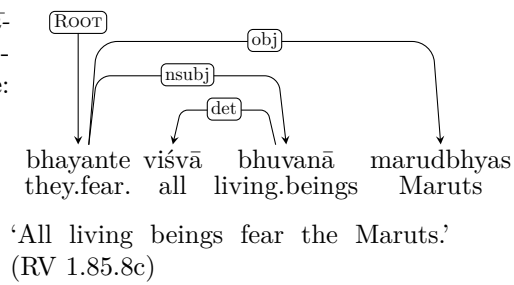 ROOT
obj
nsubj
det
bhayante viśvā bhuvanā marudbhyas
they.fear. all living.beings Maruts
‘All living beings fear the Maruts.’
(RV 1.85.8c)